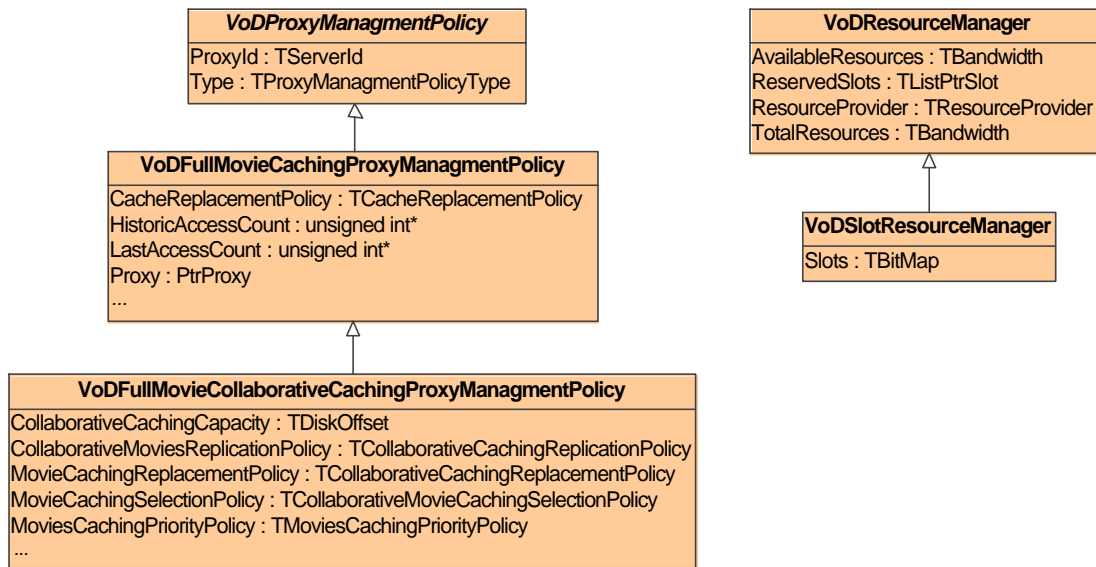 VoDProxyManagmentPolicy
ProxyId : TServerId
Type : TProxyManagmentPolicyType
VoDFullMovieCachingProxyManagmentPolicy
CacheReplacementPolicy : TCacheReplacementPolicy
HistoricAccessCount : unsigned int*
LastAccessCount : unsigned int*
Proxy : PtrProxy
...
VoDFullMovieCollaborativeCachingProxyManagmentPolicy
CollaborativeCachingCapacity : TDiskOffset
CollaborativeMoviesReplicationPolicy : TCollaborativeCachingReplicationPolicy
MovieCachingReplacementPolicy : TCollaborativeCachingReplacementPolicy
MovieCachingSelectionPolicy : TCollaborativeMovieCachingSelectionPolicy
MoviesCachingPriorityPolicy : TMoviesCachingPriorityPolicy
...
VoDResourceManager
AvailableResources : TBandwidth
ReservedSlots : TListPtrSlot
ResourceProvider : TResourceProvider
TotalResources : TBandwidth
VoDSlotResourceManager
Slots : TBitMap